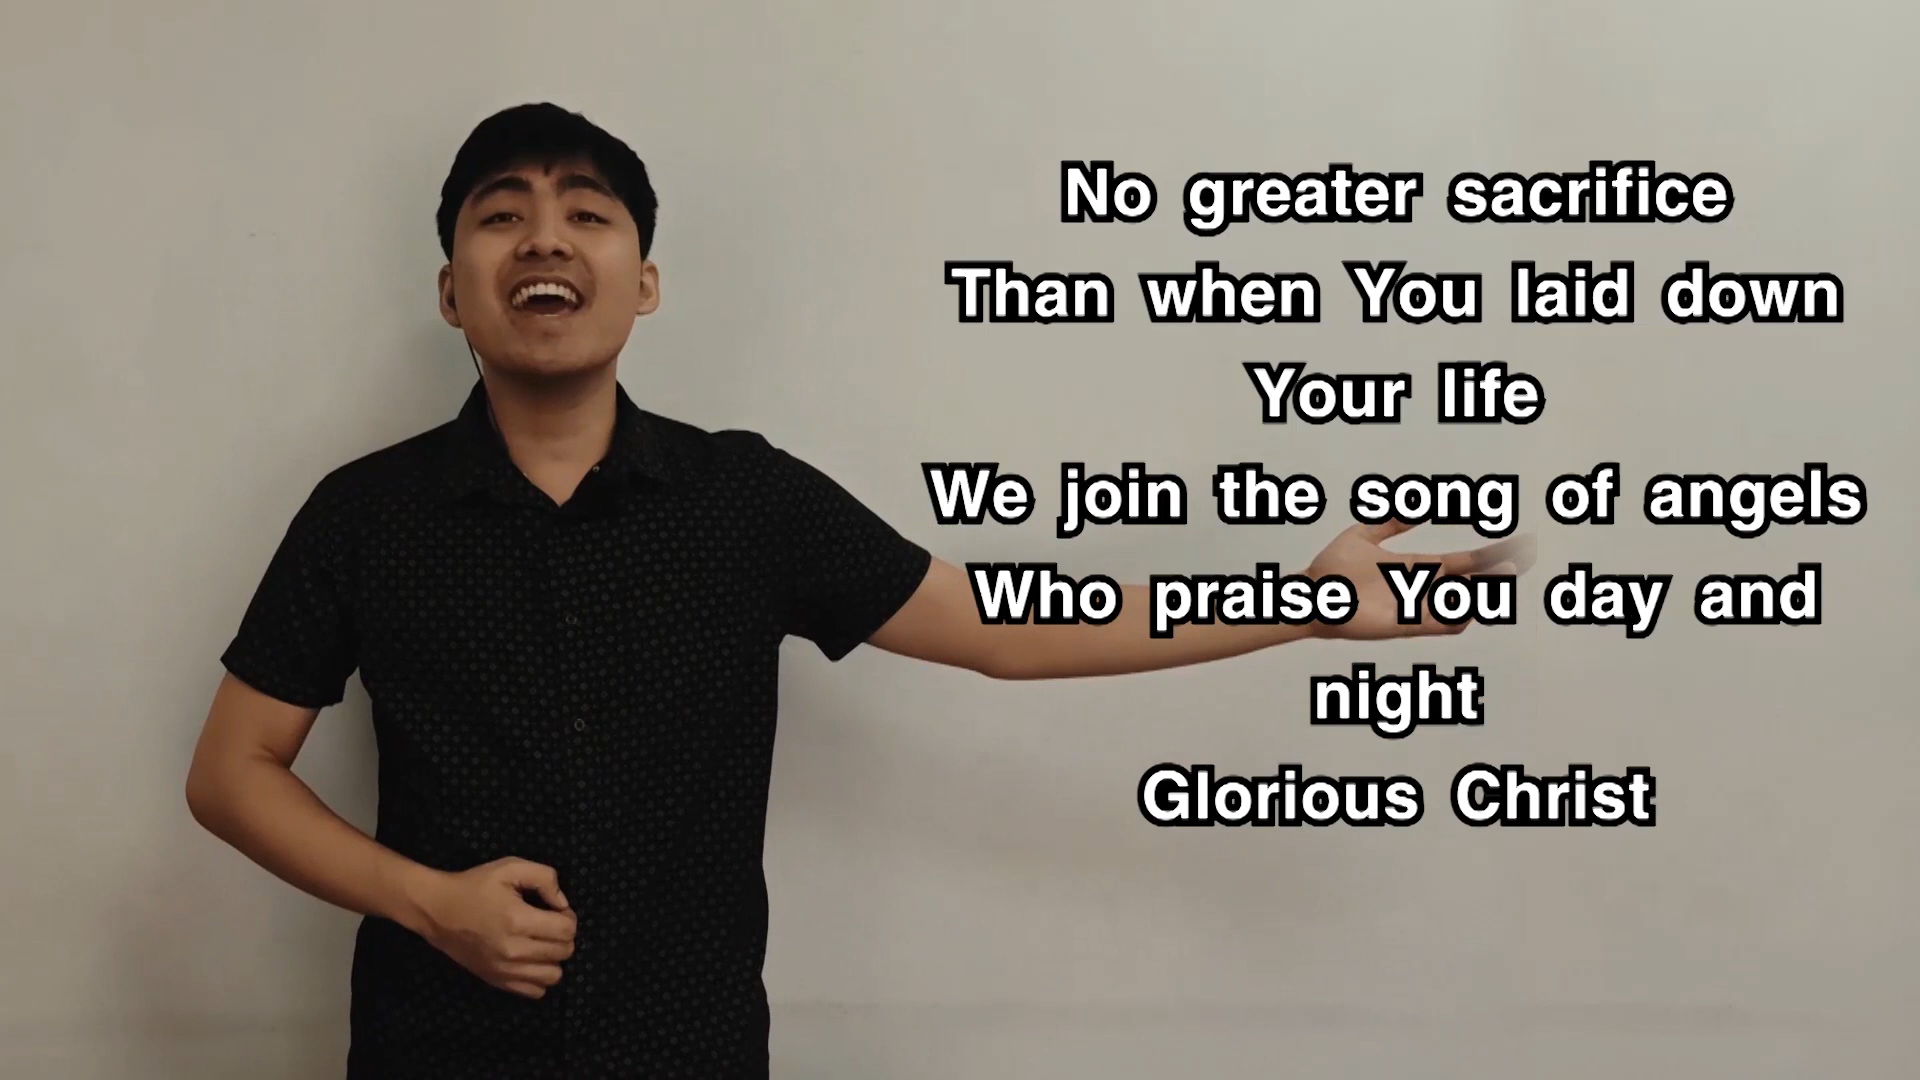 No greater sacrifice
Than when You laid down
Your life
We join the song of angels
Who praise You day and
night
Glorious Christ